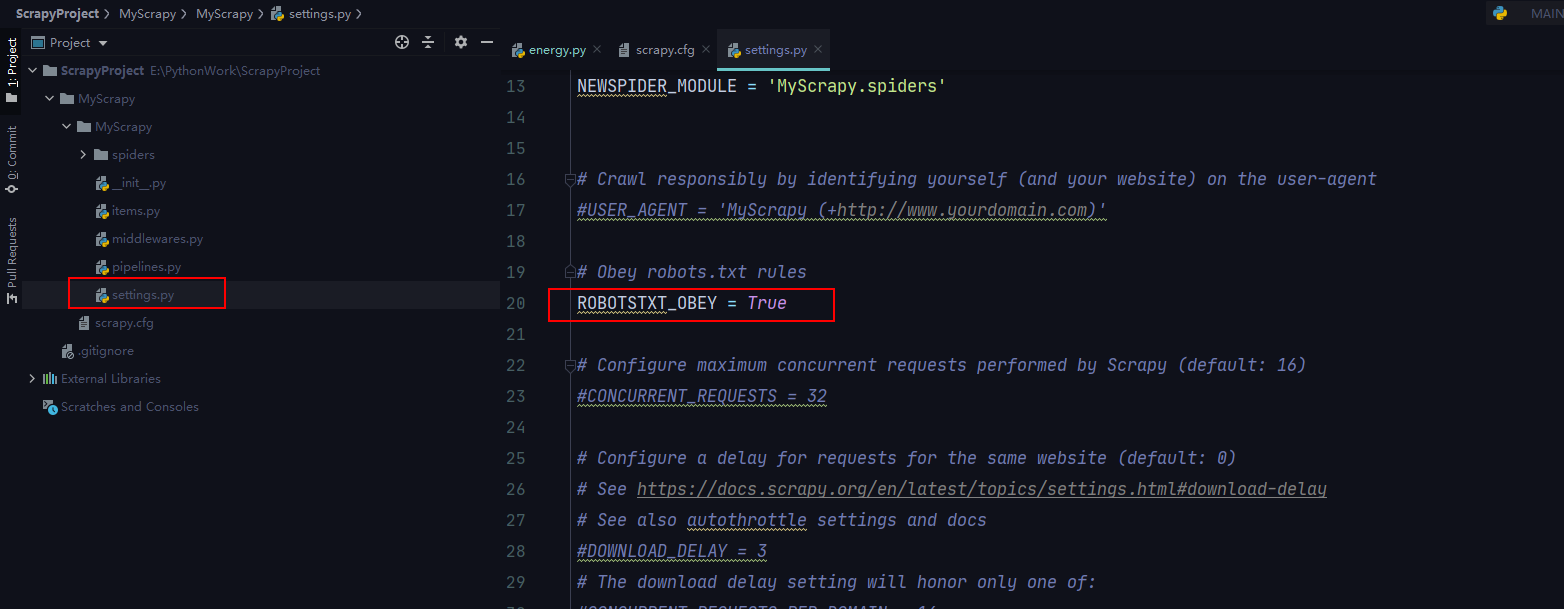 ScrapyProject MyScrapy MyScrapy settings.py MAIN
Project
energy.py scrapy.cfg settings.py
1: Project
0: Commit
Pull Requests
ScrapyProject E:\PythonWork\ScrapyProject
MyScrapy
MyScrapy
spiders
__init__.py
items.py
middlewares.py
pipelines.py
settings.py
scrapy.cfg
.gitignore
External Libraries
Scratches and Consoles
13 NEWSPIDER_MODULE = 'MyScrapy.spiders'
14
15
16 # Crawl responsibly by identifying yourself (and your website) on the user-agent
17 #USER_AGENT = 'MyScrapy (+http://www.yourdomain.com)'
18
19 # Obey robots.txt rules
20 ROBOTSTXT_OBEY = True
21
22 # Configure maximum concurrent requests performed by Scrapy (default: 16)
23 #CONCURRENT_REQUESTS = 32
24
25 # Configure a delay for requests for the same website (default: 0)
26 # See https://docs.scrapy.org/en/latest/topics/settings.html#download-delay
27 # See also autothrottle settings and docs
28 #DOWNLOAD_DELAY = 3
29 # The download delay setting will honor only one of: